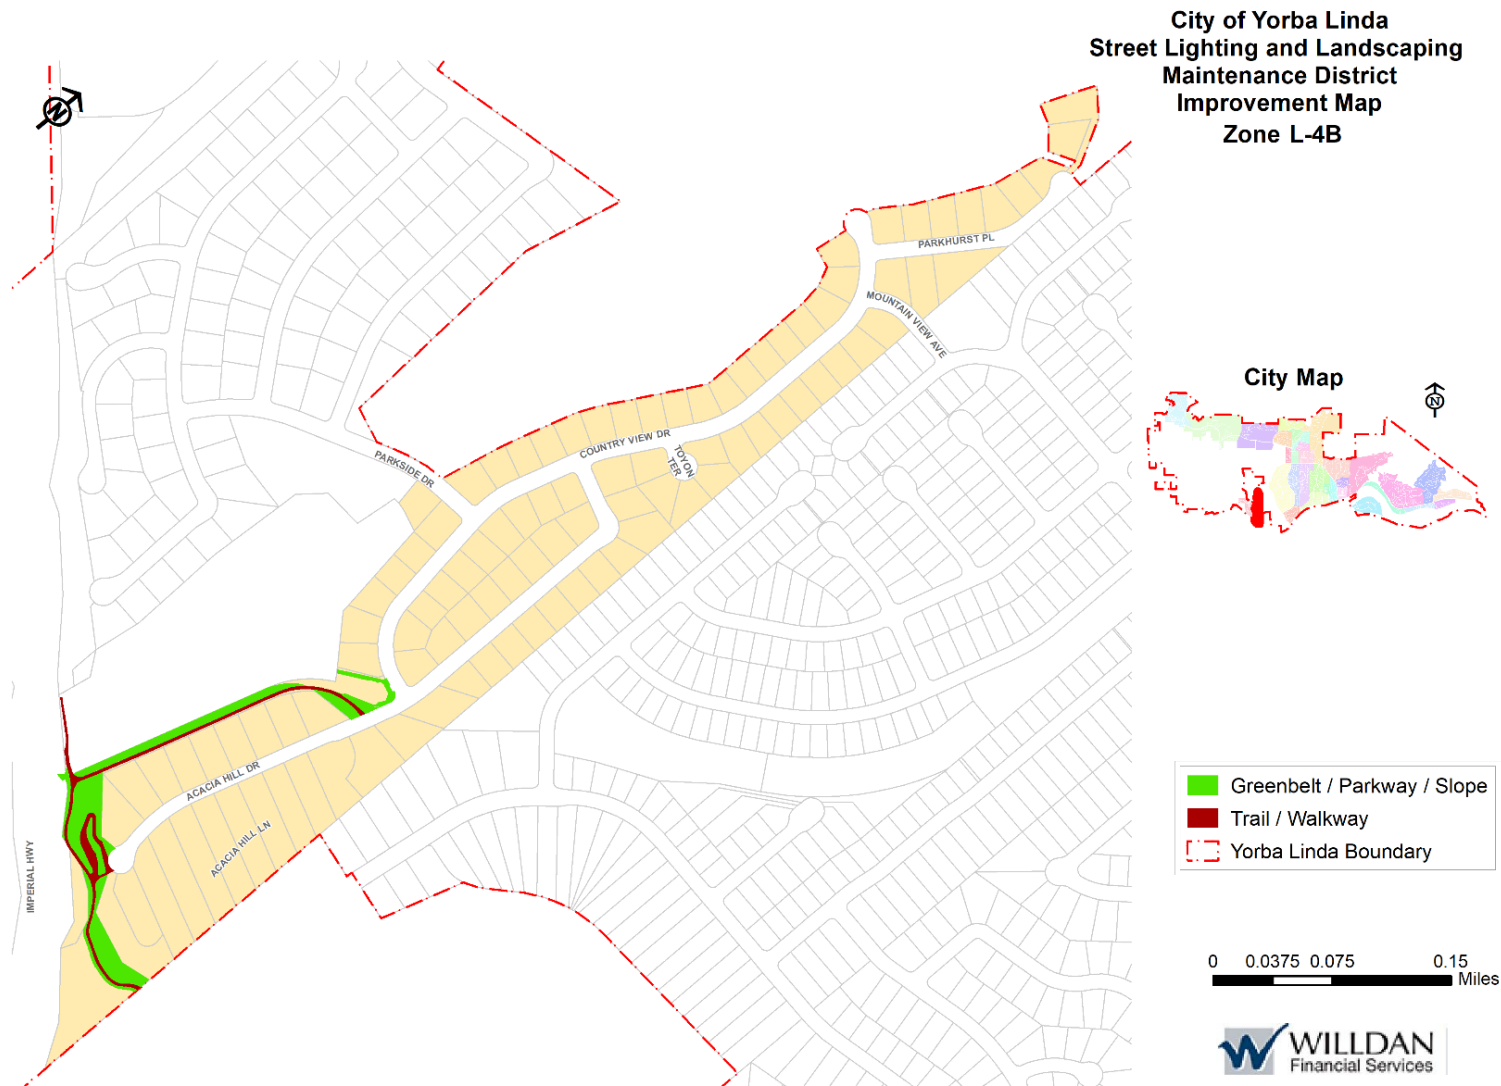 City of Yorba Linda
Street Lighting and Landscaping
Maintenance District
Improvement Map
Zone L-4B
N
PARKHURST PL
MOUNTAIN VIEW AVE
COUNTRY VIEW DR
TOYON
TER
PARKSIDE DR
ACACIA HILL DR
ACACIA HILL LN
IMPERIAL HWY
City Map
N
Greenbelt / Parkway / Slope
Trail / Walkway
Yorba Linda Boundary
0 0.0375 0.075 0.15
Miles
W WILLDAN
Financial Services